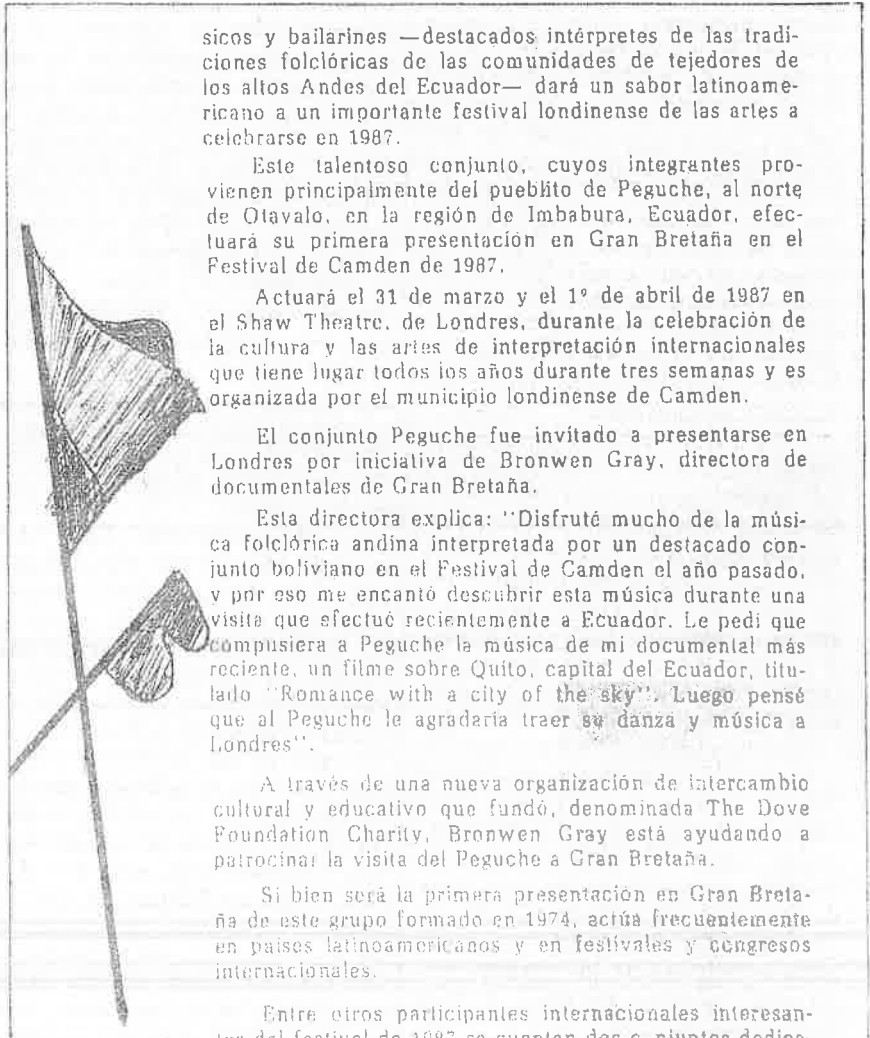 sicos y bailarines —destacados intérpretes de las tradi-
ciones folclóricas de las comunidades de tejedores de
los altos Andes del Ecuador— dará un sabor latinoame-
ricano a un importante festival londinense de las artes a
celebrarse en 1987.
Este talentoso conjunto, cuyos integrantes pro-
vienen principalmente del pueblito de Peguche, al norte
de Otavalo, en la región de Imbabura, Ecuador, efec-
tuará su primera presentación en Gran Bretaña en el
Festival de Camden de 1987.
Actuará el 31 de marzo y el 1º de abril de 1987 en
el Shaw Theatre, de Londres, durante la celebración de
la cultura y las artes de interpretación internacionales
que tiene lugar todos los años durante tres semanas y es
organizada por el municipio londinense de Camden.
El conjunto Peguche fue invitado a presentarse en
Londres por iniciativa de Bronwen Gray, directora de
documentales de Gran Bretaña.
Esta directora explica: "Disfruté mucho de la músi-
ca folclórica andina interpretada por un destacado con-
junto boliviano en el Festival de Camden el año pasado,
y por eso me encantó descubrir esta música durante una
visita que efectué recientemente a Ecuador. Le pedí que
compusiera a Peguche la música de mi documental más
reciente, un filme sobre Quito, capital del Ecuador, titu-
lado "Romance with a city of the sky". Luego pensé
que al Peguche le agradaría traer su danza y música a
Londres".
A través de una nueva organización de intercambio
cultural y educativo que fundó, denominada The Dove
Foundation Charity, Bronwen Gray está ayudando a
patrocinar la visita del Peguche a Gran Bretaña.
Si bien será la primera presentación en Gran Breta-
ña de este grupo formado en 1974, actúa frecuentemente
en países latinoamericanos y en festivales y congresos
internacionales.
Entre otros participantes internacionales interesan-
del festival de 1987 se cuentan dos conjuntos dedica-